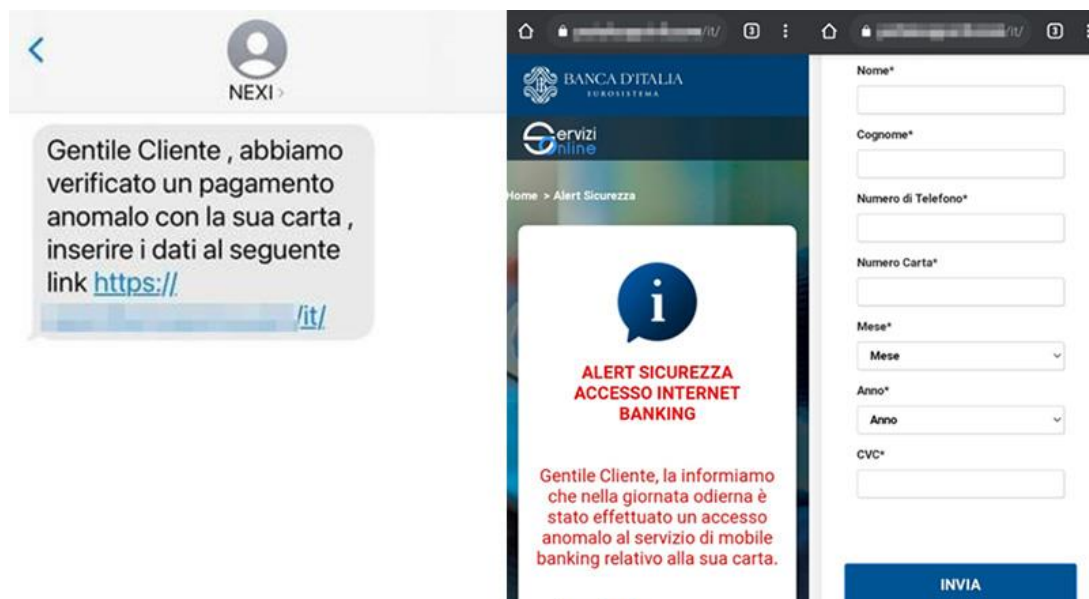 NEXI
Gentile Cliente , abbiamo
verificato un pagamento
anomalo con la sua carta ,
inserire i dati al seguente
link https://
/it/
/it/
3
BANCA D'ITALIA
EUROSISTEMA
Servizi
Online
Home > Alert Sicurezza
i
ALERT SICUREZZA
ACCESSO INTERNET
BANKING
Gentile Cliente, la informiamo
che nella giornata odierna è
stato effettuato un accesso
anomalo al servizio di mobile
banking relativo alla sua carta.
/it/
3
Nome*
Cognome*
Numero di Telefono*
Numero Carta*
Mese*
Mese
Anno*
Anno
CVC*
INVIA